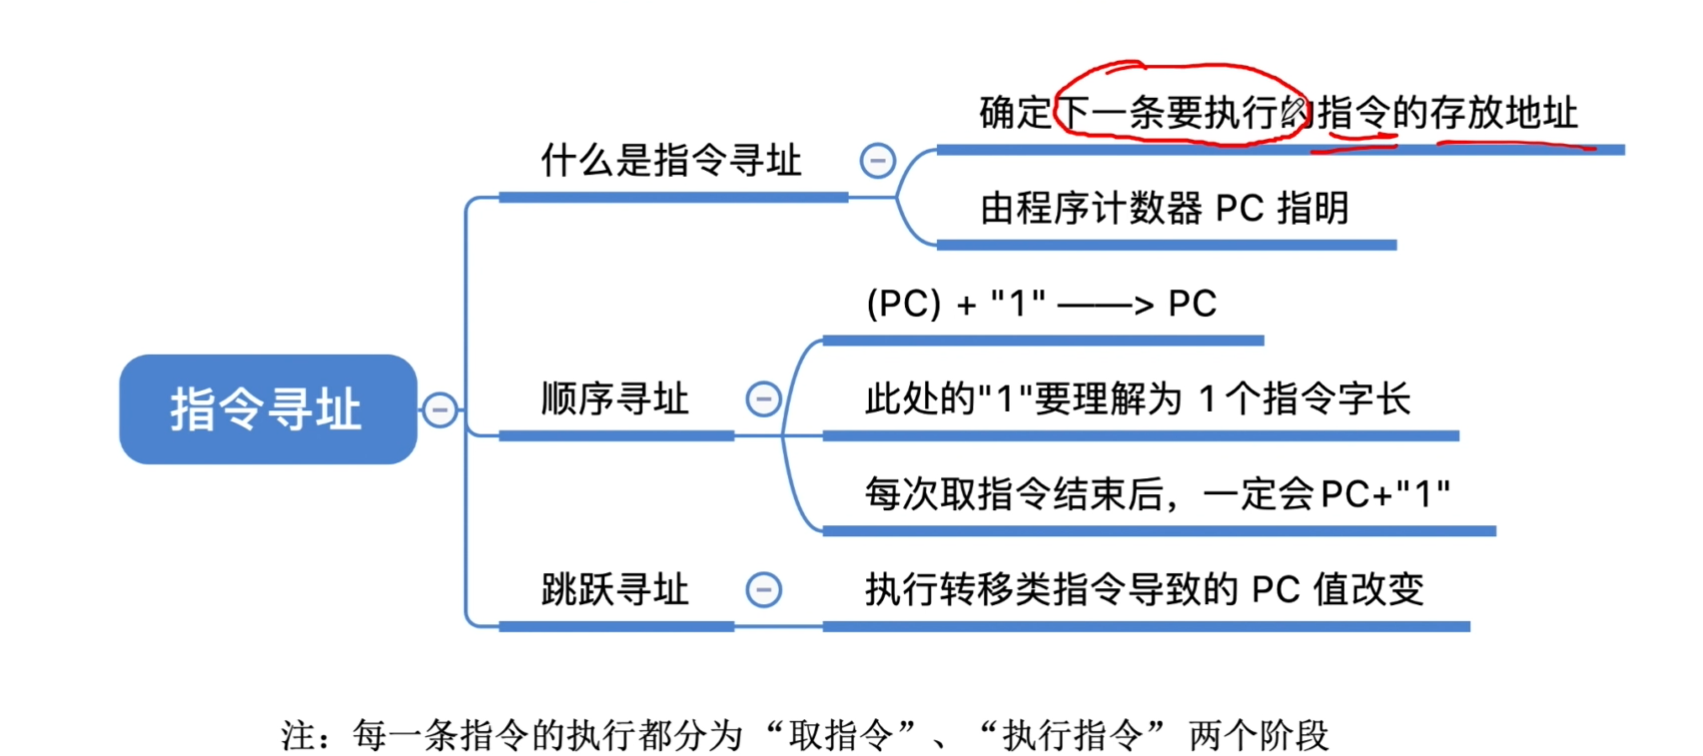 确定下一条要执行的指令的存放地址
什么是指令寻址
由程序计数器 PC 指明
(PC) + "1" ——> PC
指令寻址
顺序寻址
此处的"1"要理解为 1个指令字长
每次取指令结束后，一定会PC+"1"
跳跃寻址
执行转移类指令导致的 PC 值改变
注：每一条指令的执行都分为“取指令”、“执行指令” 两个阶段